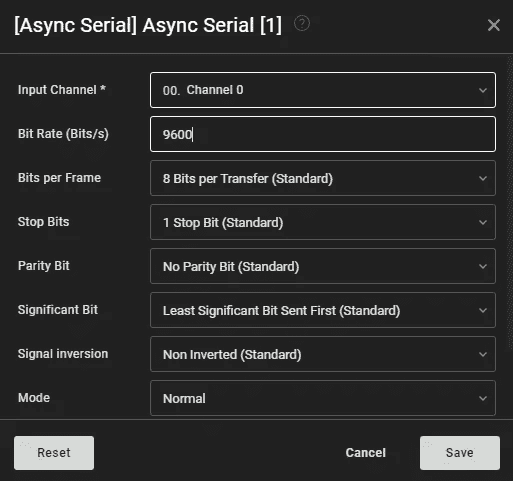 [Async Serial] Async Serial [1] ?
Input Channel * 00. Channel 0
Bit Rate (Bits/s) 9600
Bits per Frame 8 Bits per Transfer (Standard)
Stop Bits 1 Stop Bit (Standard)
Parity Bit No Parity Bit (Standard)
Significant Bit Least Significant Bit Sent First (Standard)
Signal inversion Non Inverted (Standard)
Mode Normal
Reset Cancel Save